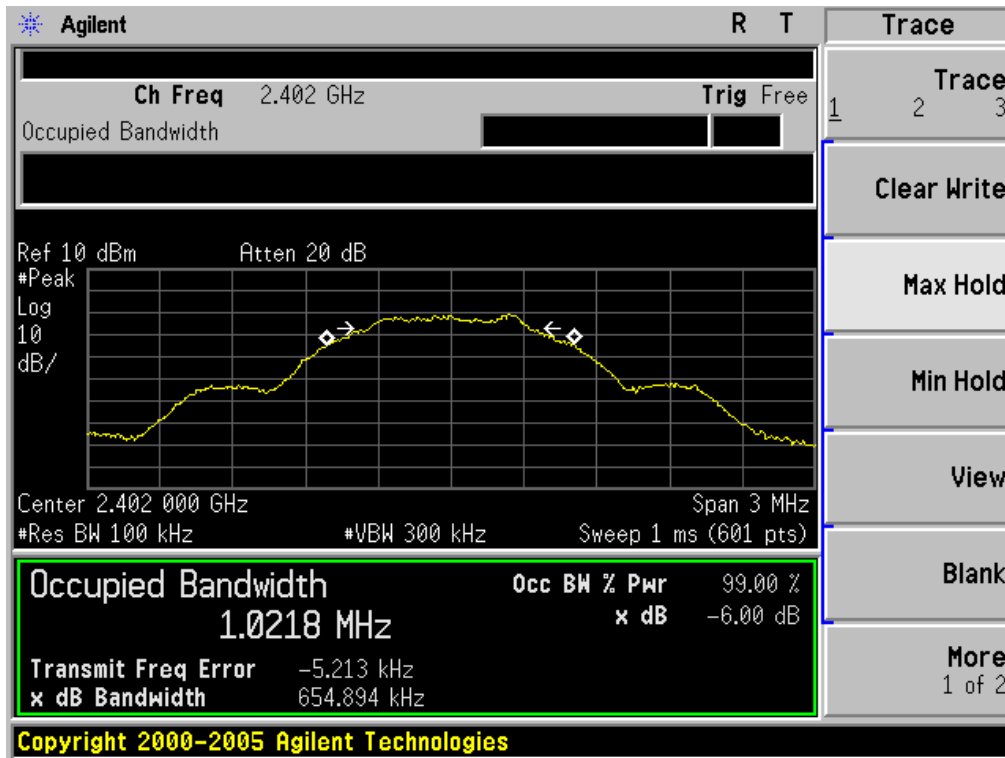 Agilent R T
Trace
Ch Freq 2.402 GHz Trig Free
Occupied Bandwidth
Trace
1 2 3
Clear Write
Max Hold
Min Hold
View
Blank
More
1 of 2
Ref 10 dBm Atten 20 dB
#Peak
Log
10
dB/
Center 2.402 000 GHz Span 3 MHz
#Res BW 100 kHz #VBW 300 kHz Sweep 1 ms (601 pts)
Occupied Bandwidth
1.0218 MHz
Occ BW % Pwr 99.00 %
x dB -6.00 dB
Transmit Freq Error -5.213 kHz
x dB Bandwidth 654.894 kHz
Copyright 2000-2005 Agilent Technologies